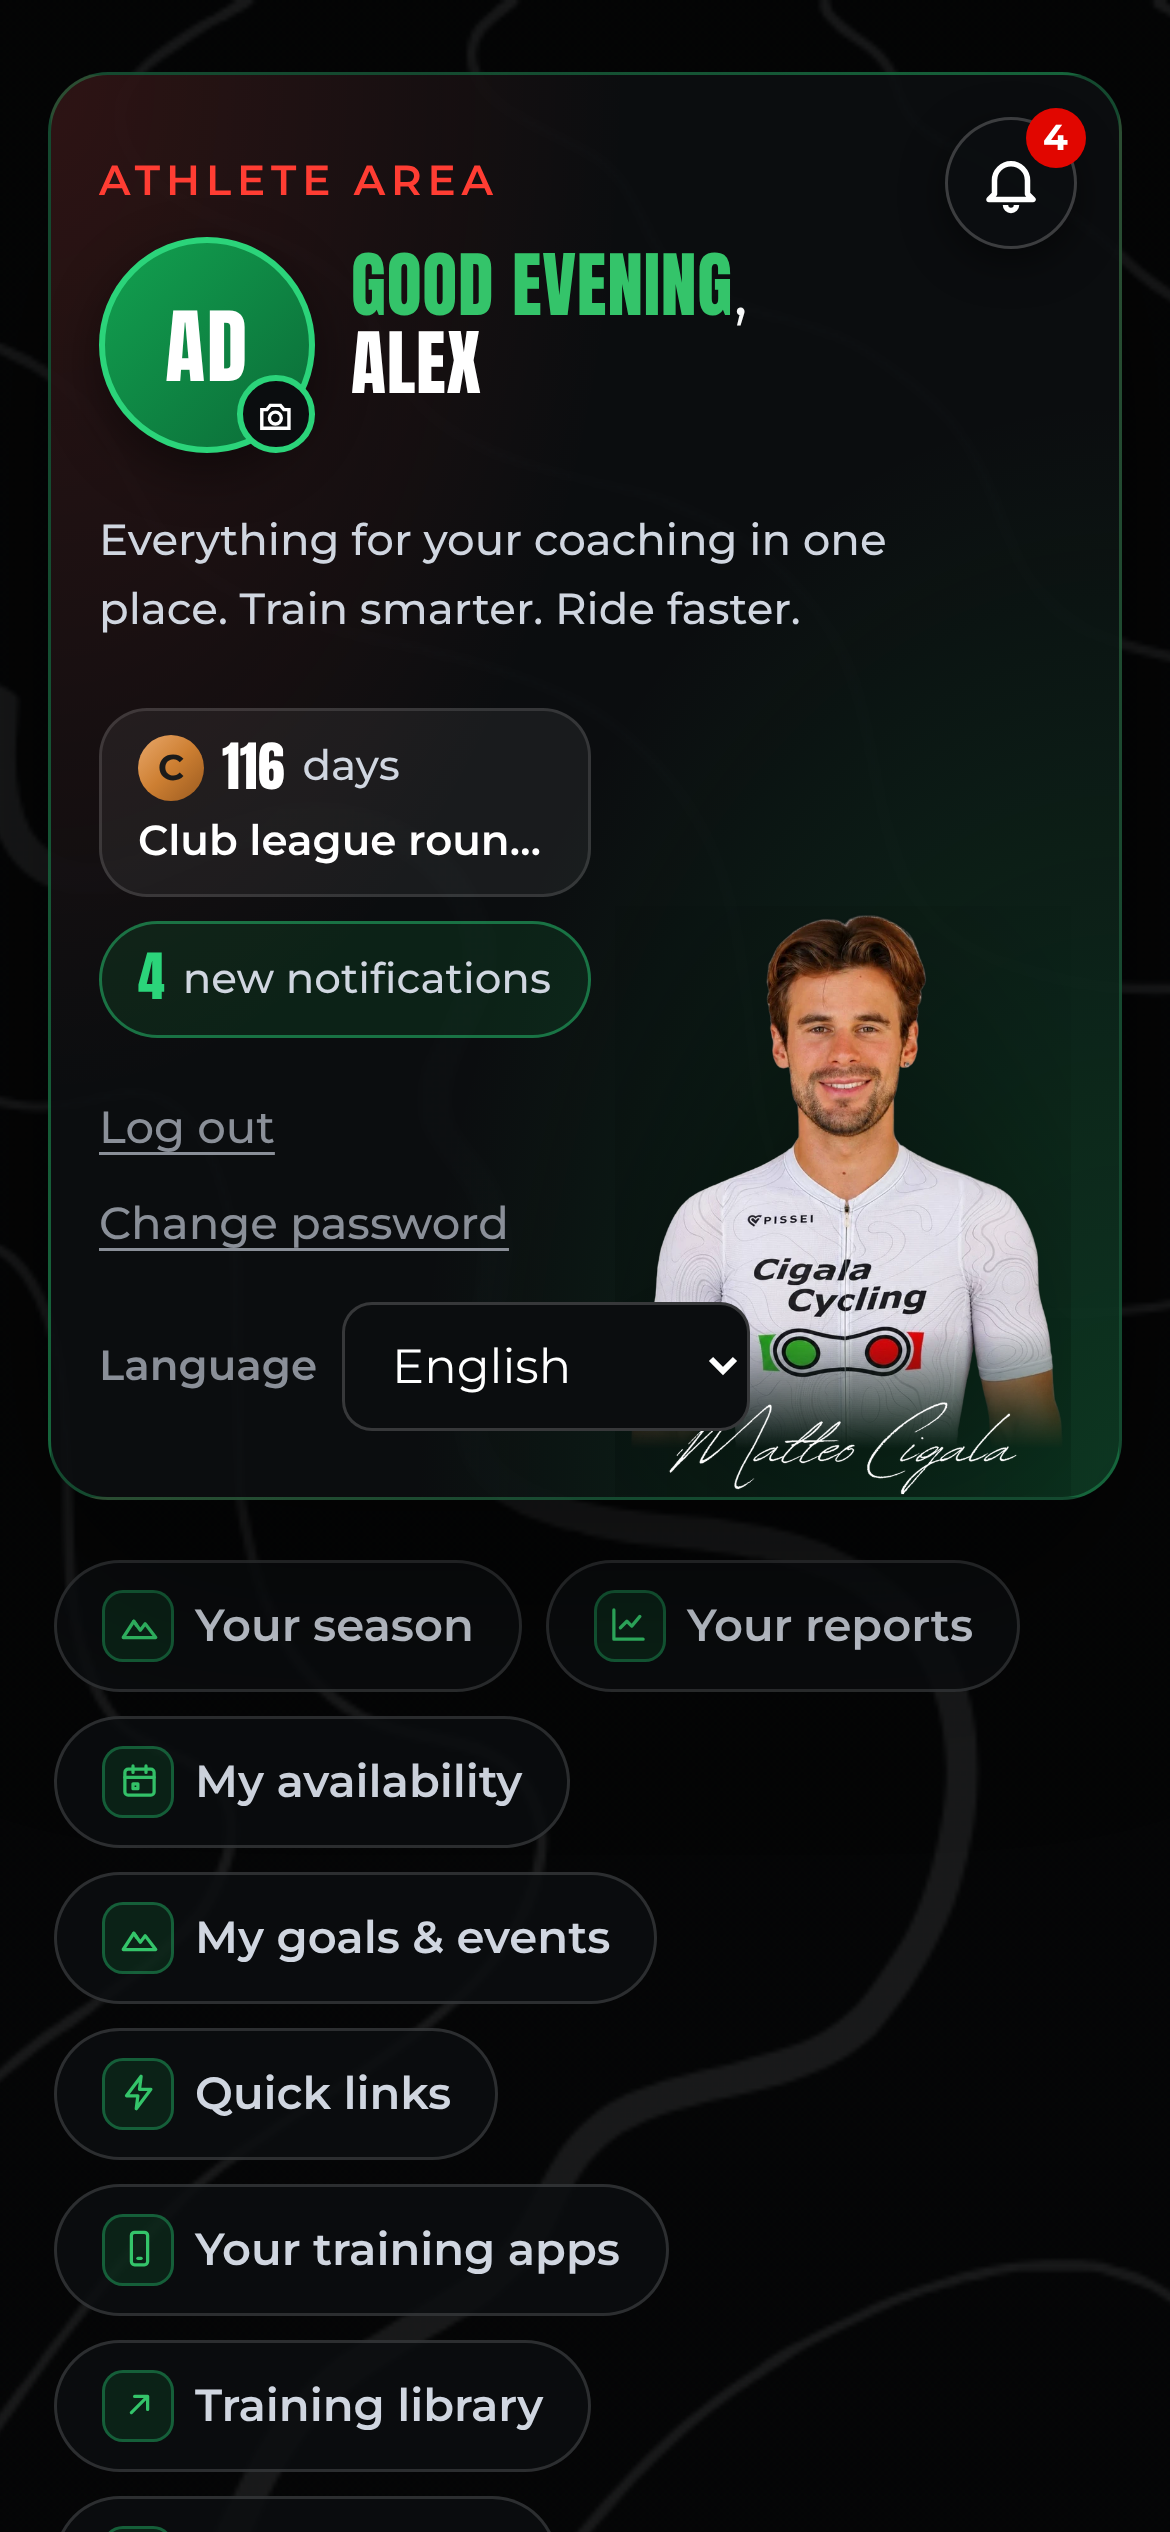 ATHLETE AREA
4
AD
GOOD EVENING,
ALEX
Everything for your coaching in one
place. Train smarter. Ride faster.
C 116 days
Club league roun...
4 new notifications
Log out
Change password
Language English
PISSEI
Cigala
Cycling
Matteo Cigala
Your season
Your reports
My availability
My goals & events
Quick links
Your training apps
Training library